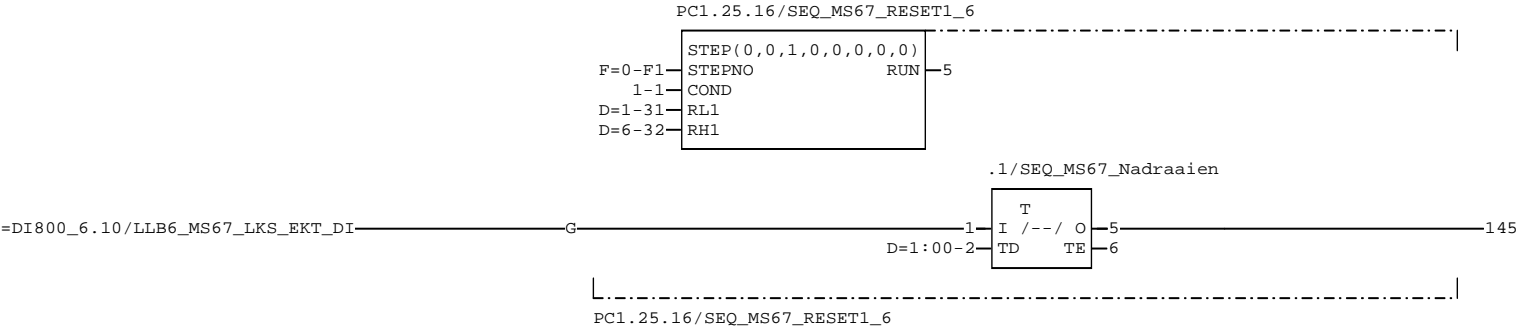 PC1.25.16/SEQ_MS67_RESET1_6
STEP(0,0,1,0,0,0,0,0)
F=0-F1 STEPNO RUN 5
1-1 COND
D=1-31 RL1
D=6-32 RH1
.1/SEQ_MS67_Nadraaien
T
=DI800_6.10/LLB6_MS67_LKS_EKT_DI G 1 I /--/ O 5 145
D=1:00-2 TD TE 6
PC1.25.16/SEQ_MS67_RESET1_6